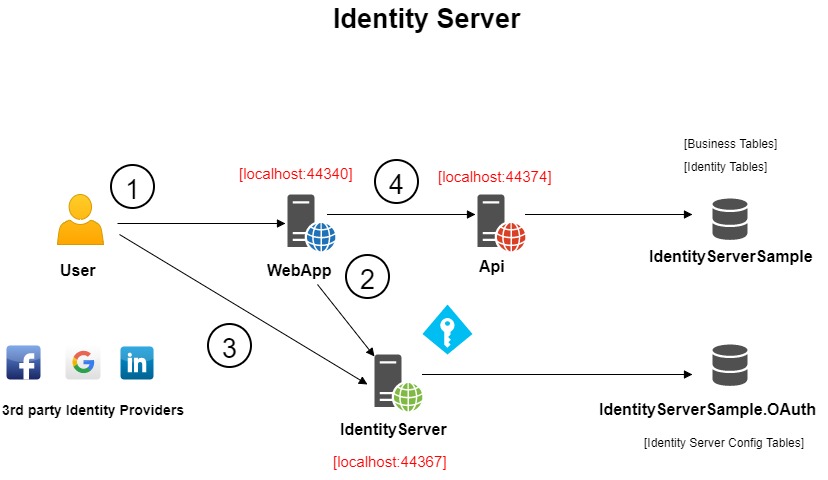 Identity Server
[Business Tables]
[Identity Tables]
1
[localhost:44340]
4
[localhost:44374]
User
WebApp
2
Api
IdentityServerSample
3
f
G
in
3rd party Identity Providers
IdentityServer
IdentityServerSample.OAuth
[Identity Server Config Tables]
[localhost:44367]